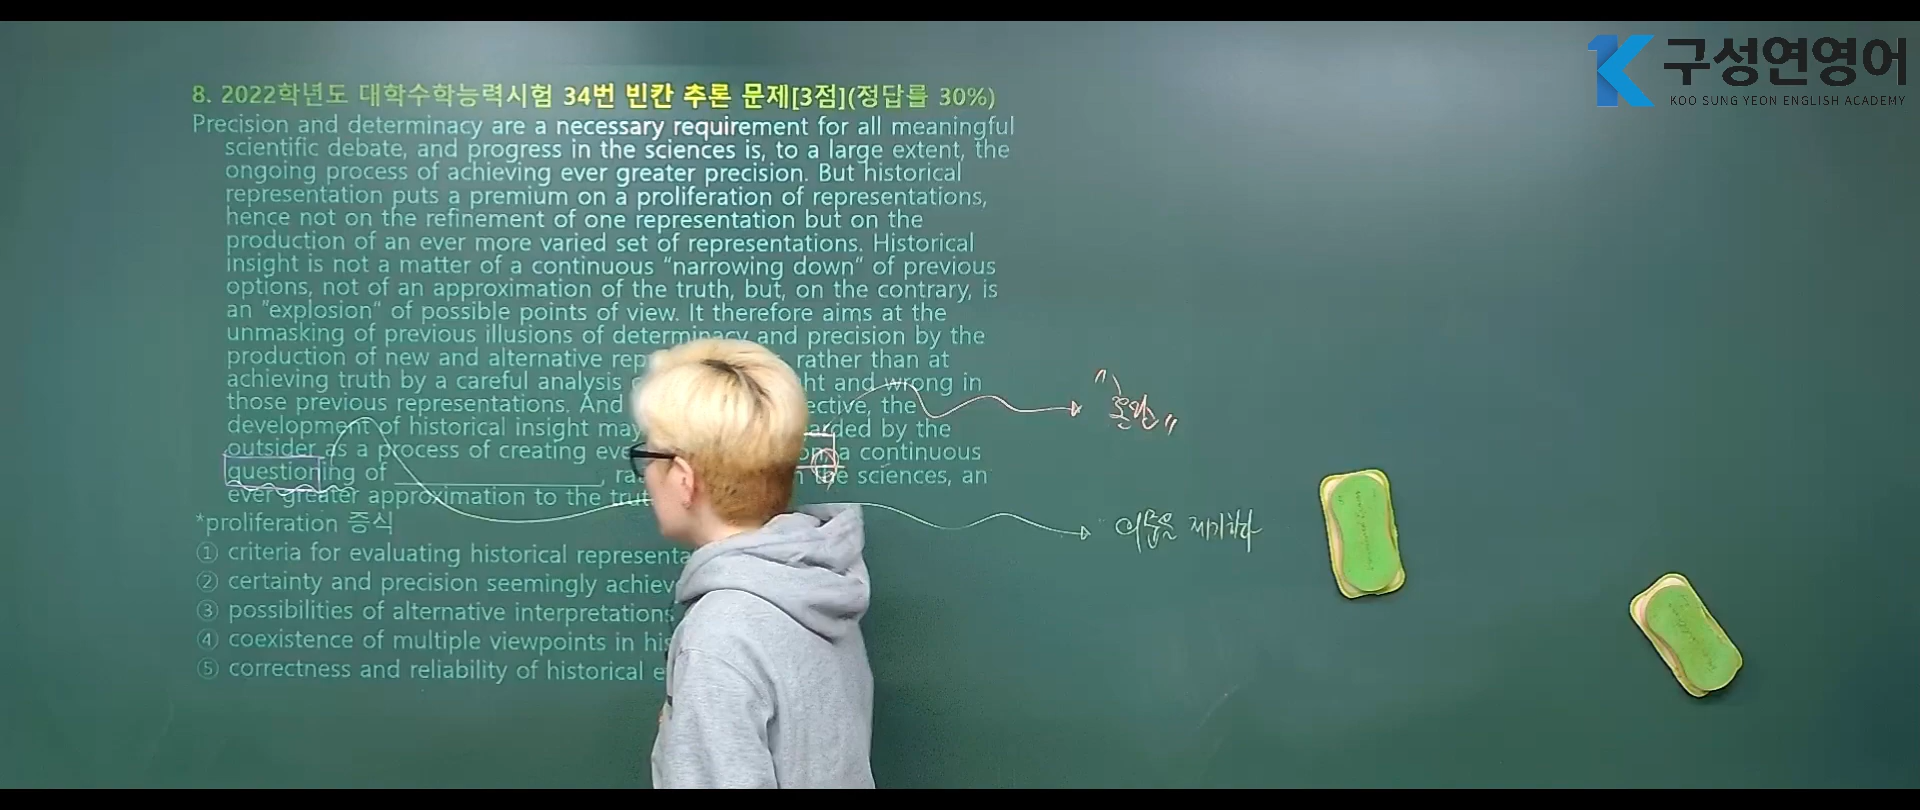 구성연영어
KOO SUNG YEON ENGLISH ACADEMY
8. 2022학년도 대학수학능력시험 34번 빈칸 추론 문제[3점](정답률 30%)
Precision and determinacy are a necessary requirement for all meaningful
scientific debate, and progress in the sciences is, to a large extent, the
ongoing process of achieving ever greater precision. But historical
representation puts a premium on a proliferation of representations,
hence not on the refinement of one representation but on the
production of an ever more varied set of representations. Historical
insight is not a matter of a continuous "narrowing down" of previous
options, not of an approximation of the truth, but, on the contrary, is
an "explosion" of possible points of view. It therefore aims at the
unmasking of previous illusions of determinacy and precision by the
production of new and alternative rep rather than at
achieving truth by a careful analysis ht and wrong in
those previous representations. And ective, the
development of historical insight may arded by the
outsider as a process of creating eve on, a continuous
questioning of ____________, ra n the sciences, an
ever greater approximation to the trut
*proliferation 증식
① criteria for evaluating historical representa
② certainty and precision seemingly achiev
③ possibilities of alternative interpretations
④ coexistence of multiple viewpoints in his
⑤ correctness and reliability of historical e
"혼란"
의문을 제기하다